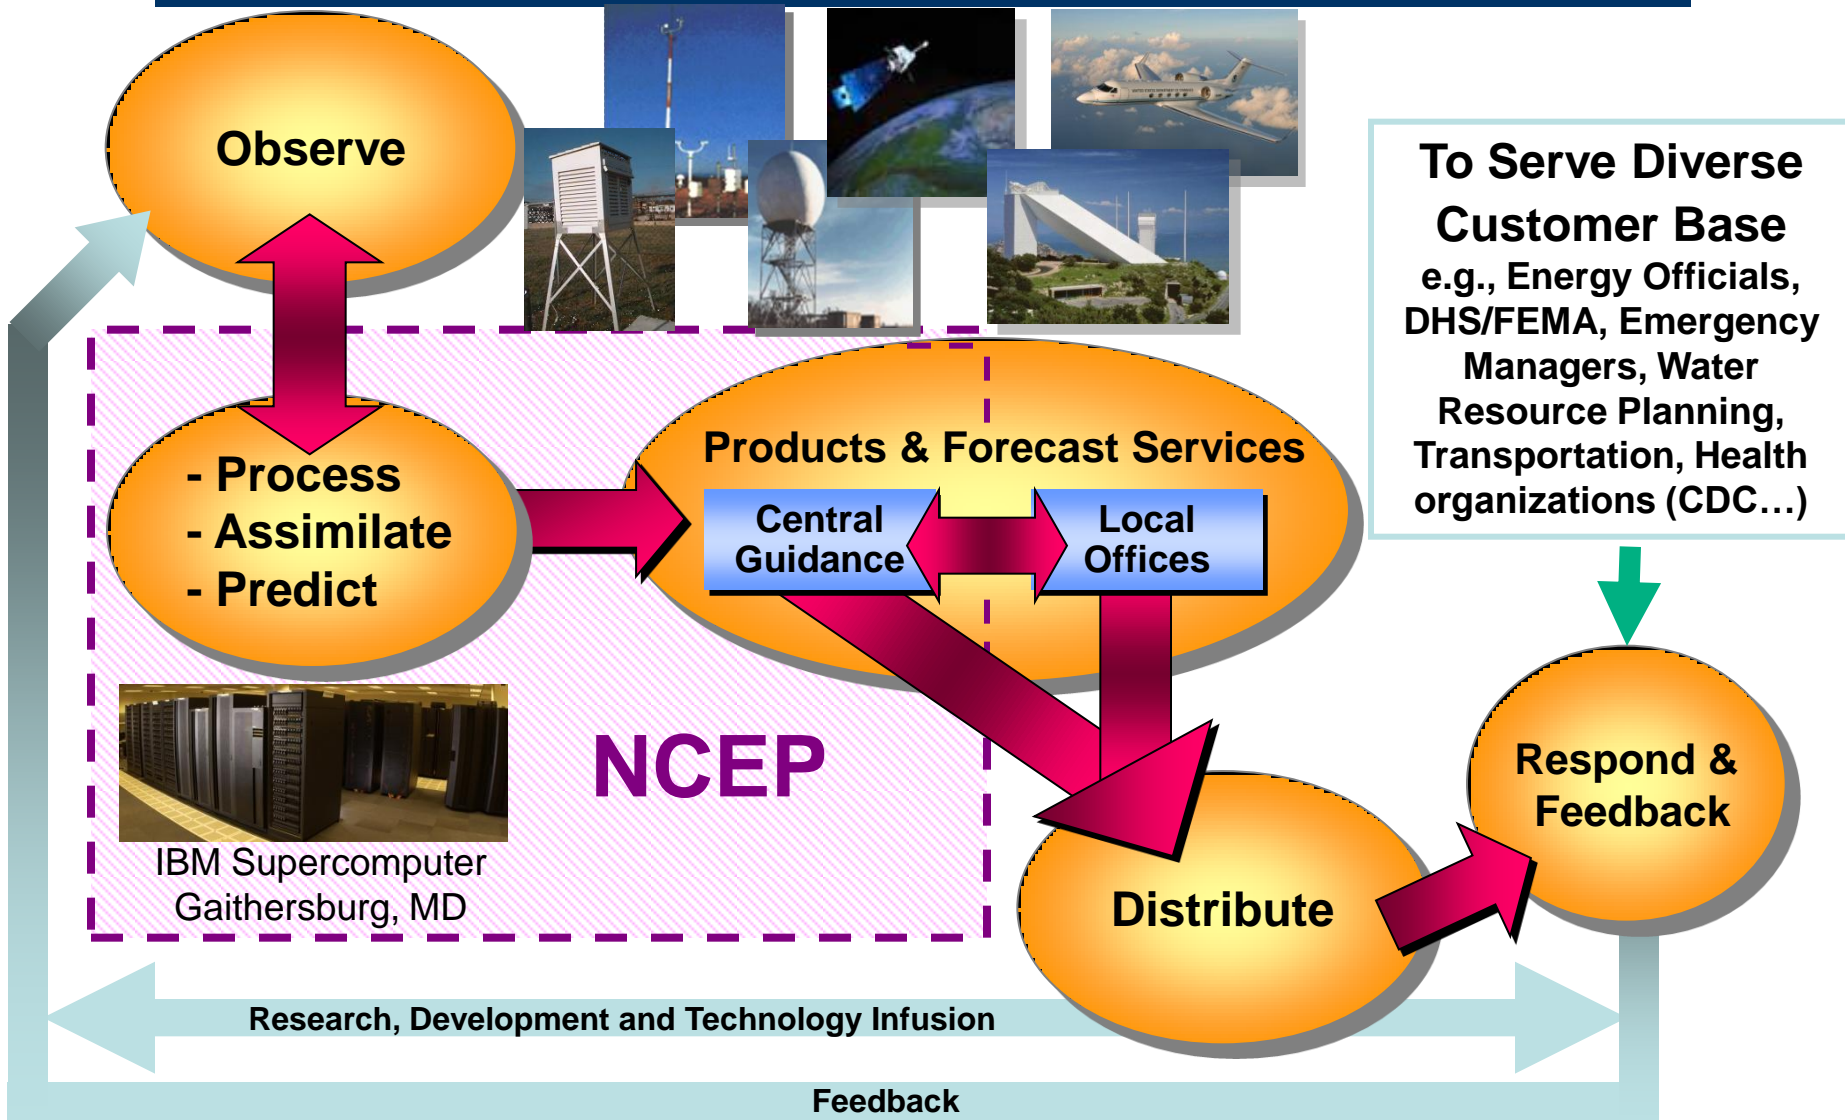 Observe
To Serve Diverse
Customer Base
e.g., Energy Officials,
DHS/FEMA, Emergency
Managers, Water
Resource Planning,
Transportation, Health
organizations (CDC…)
- Process
- Assimilate
- Predict
Products & Forecast Services
Central
Guidance
Local
Offices
NCEP
IBM Supercomputer
Gaithersburg, MD
Respond &
Feedback
Distribute
Research, Development and Technology Infusion
Feedback